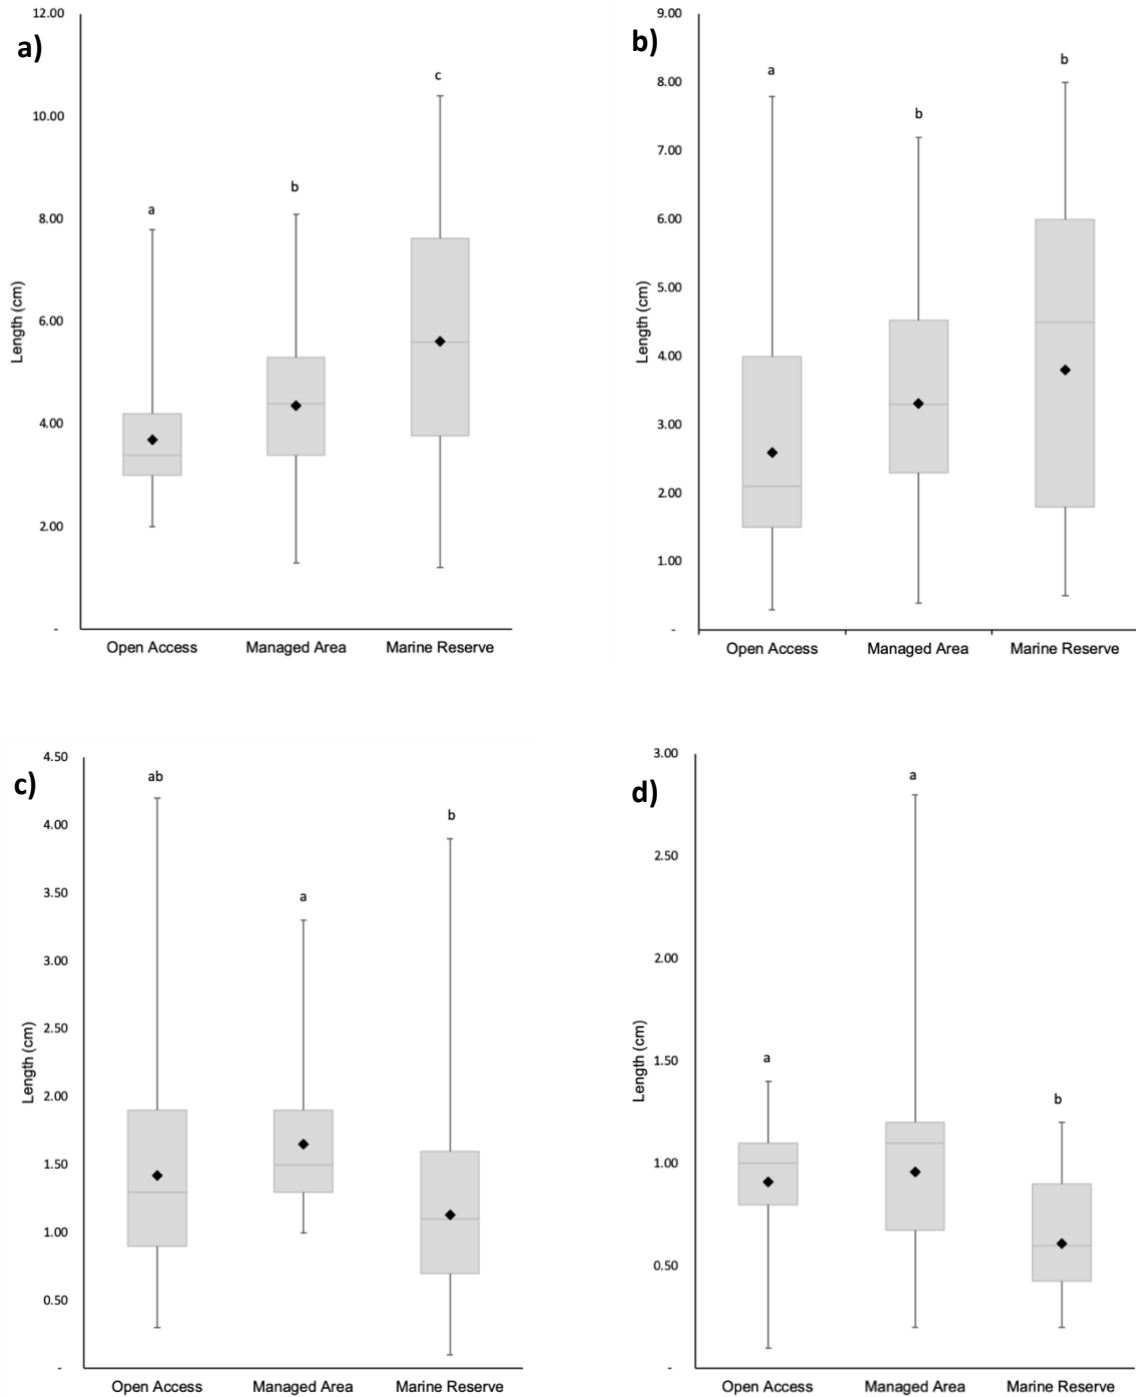 a)
12.00
10.00
8.00
6.00
4.00
2.00
-
Length (cm)
a
b
c
Open Access Managed Area Marine Reserve
b)
9.00
8.00
7.00
6.00
5.00
4.00
3.00
2.00
1.00
-
Length (cm)
a
b
b
Open Access Managed Area Marine Reserve
c)
4.50
4.00
3.50
3.00
2.50
2.00
1.50
1.00
0.50
-
Length (cm)
ab
a
b
Open Access Managed Area Marine Reserve
d)
3.00
2.50
2.00
1.50
1.00
0.50
-
Length (cm)
a
a
b
Open Access Managed Area Marine Reserve